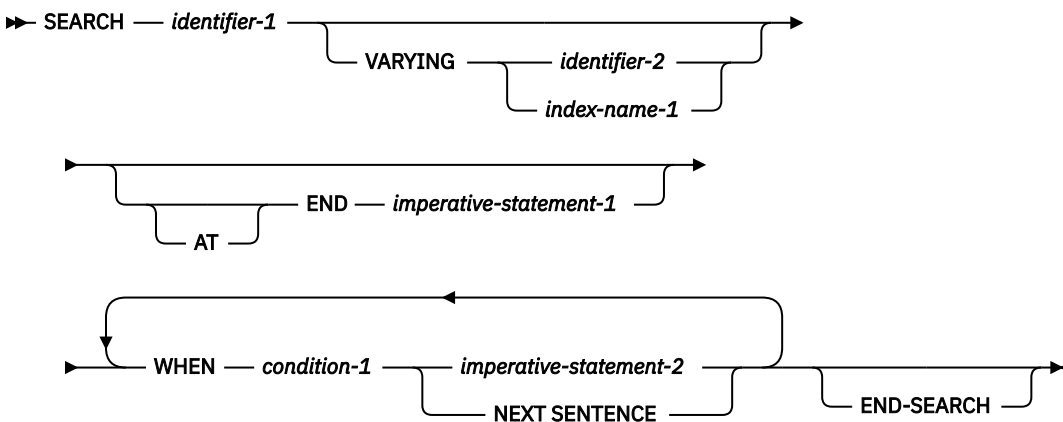 SEARCH identifier-1
VARYING identifier-2
index-name-1
END imperative-statement-1
AT
WHEN condition-1 imperative-statement-2
NEXT SENTENCE
END-SEARCH